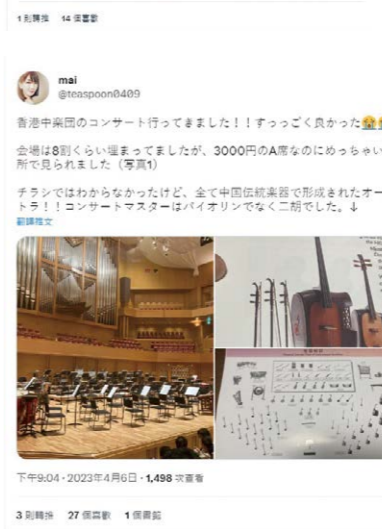 1 則轉推 14 個喜歡
mai
@teaspoon0409
香港中楽団のコンサート行ってきました！！すっっごく良かった😭
会場は8割くらい埋まってましたが、3000円のA席なのにめっちゃい
所で見られました（写真1）
チラシではわからなかったけど、全て中国伝統楽器で形成されたオー
トラ！！コンサートマスターはバイオリンでなく二胡でした。↓
翻譯推文
下午9:04 · 2023年4月6日 · 1,498 次查看
3 則轉推 27 個喜歡 1 個書籤